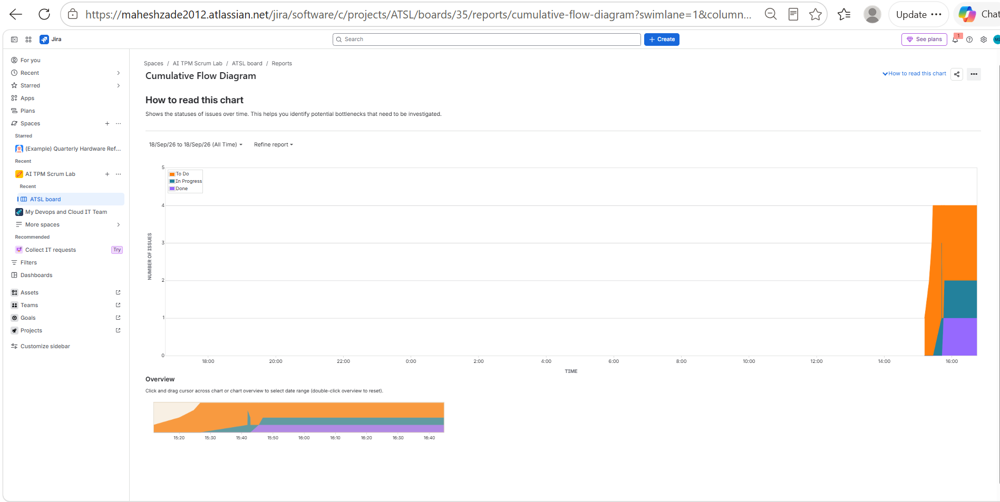 https://maheshzade2012.atlassian.net/jira/software/c/projects/ATSL/boards/35/reports/cumulative-flow-diagram?swimlane=1&column...
Update
Chat
Jira
Search
+ Create
See plans
1
For you
Recent
Starred
Apps
Plans
Spaces
Starred
(Example) Quarterly Hardware Ref...
Recent
AI TPM Scrum Lab
Recent
ATSL board
My Devops and Cloud IT Team
More spaces
Recommended
Collect IT requests Try
Filters
Dashboards
Assets
Teams
Goals
Projects
Customize sidebar
Spaces / AI TPM Scrum Lab / ATSL board / Reports
Cumulative Flow Diagram
How to read this chart
How to read this chart
Shows the statuses of issues over time. This helps you identify potential bottlenecks that need to be investigated.
18/Sep/26 to 18/Sep/26 (All Time) Refine report
To Do
In Progress
Done
NUMBER OF ISSUES
5
4
3
2
1
0
18:00 20:00 22:00 0:00 2:00 4:00 6:00 8:00 10:00 12:00 14:00 16:00
TIME
Overview
Click and drag cursor across chart or chart overview to select date range (double-click overview to reset).
15:20 15:30 15:40 15:50 16:00 16:10 16:20 16:30 16:40